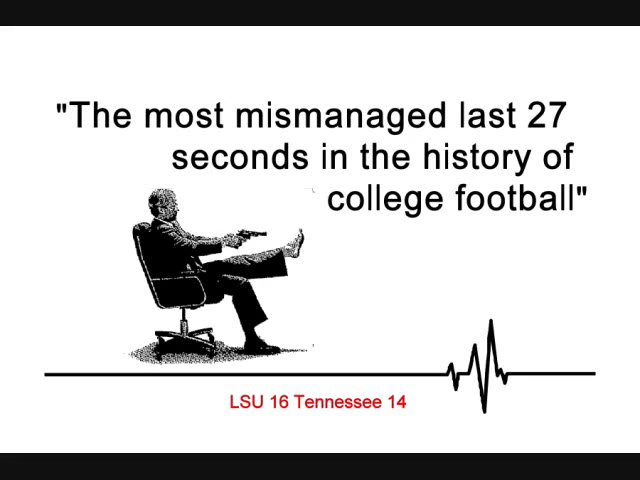 "The most mismanaged last 27
seconds in the history of
college football"
LSU 16 Tennessee 14